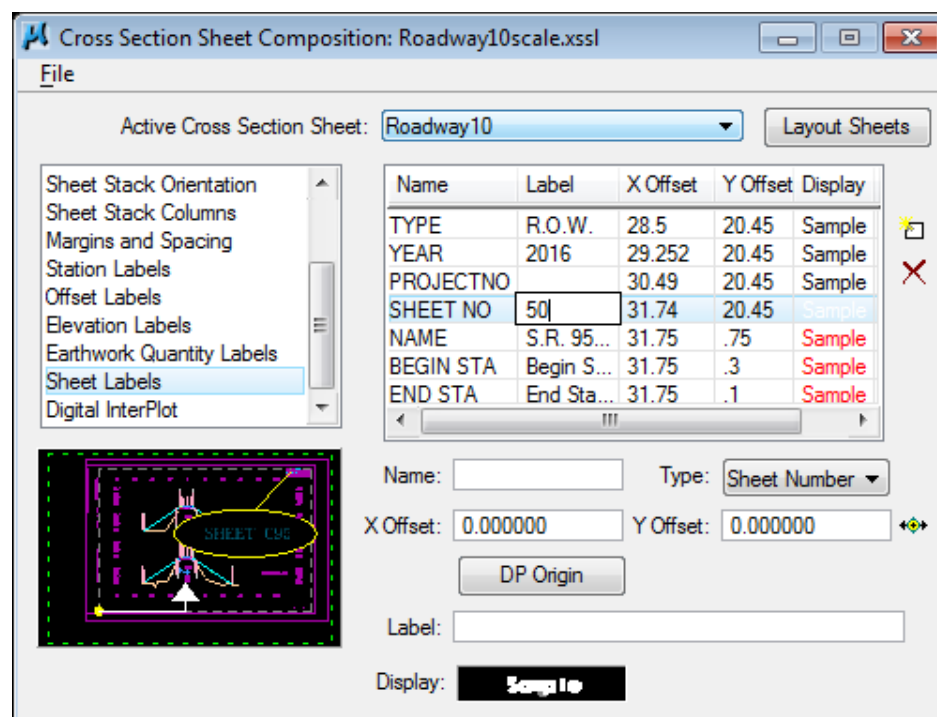 Cross Section Sheet Composition: Roadway10scale.xssl
File
Active Cross Section Sheet: Roadway10 Layout Sheets
Sheet Stack Orientation
Sheet Stack Columns
Margins and Spacing
Station Labels
Offset Labels
Elevation Labels
Earthwork Quantity Labels
Sheet Labels
Digital InterPlot
Name Label X Offset Y Offset Display
TYPE R.O.W. 28.5 20.45 Sample
YEAR 2016 29.252 20.45 Sample
PROJECTNO 30.49 20.45 Sample
SHEET NO 50 31.74 20.45 Sample
NAME S.R. 95... 31.75 .75 Sample
BEGIN STA Begin S... 31.75 .3 Sample
END STA End Sta... 31.75 .1 Sample
SHEET C95
Name: Type: Sheet Number
X Offset: 0.000000 Y Offset: 0.000000
DP Origin
Label:
Display: Sample